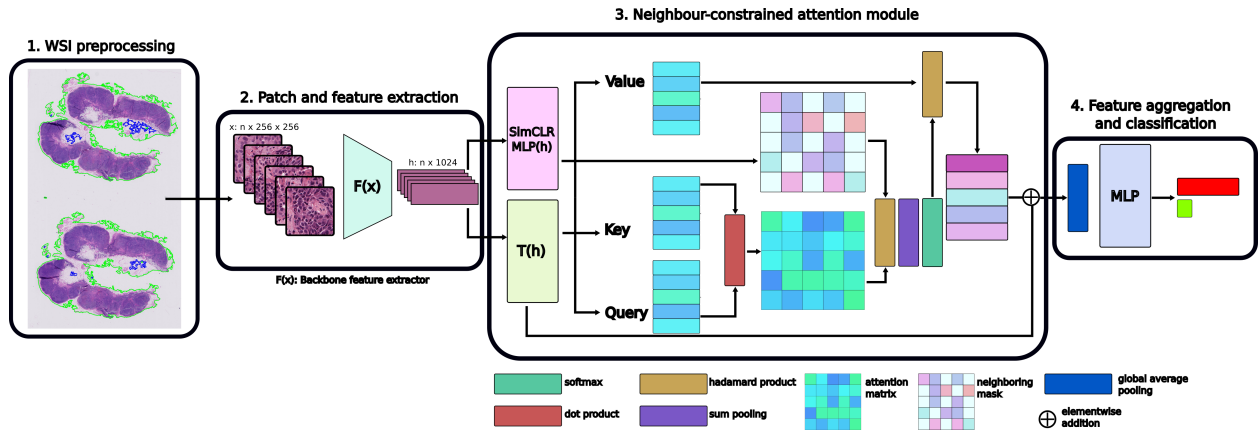 3. Neighbour-constrained attention module
1. WSI preprocessing
2. Patch and feature extraction
4. Feature aggregation
and classification
x: n x 256 x 256
F(x)
h: n x 1024
F(x): Backbone feature extractor
SimCLR
MLP(h)
T(h)
Value
Key
Query
MLP
softmax
hadamard product
attention
matrix
neighboring
mask
global average
pooling
dot product
sum pooling
elementwise
addition